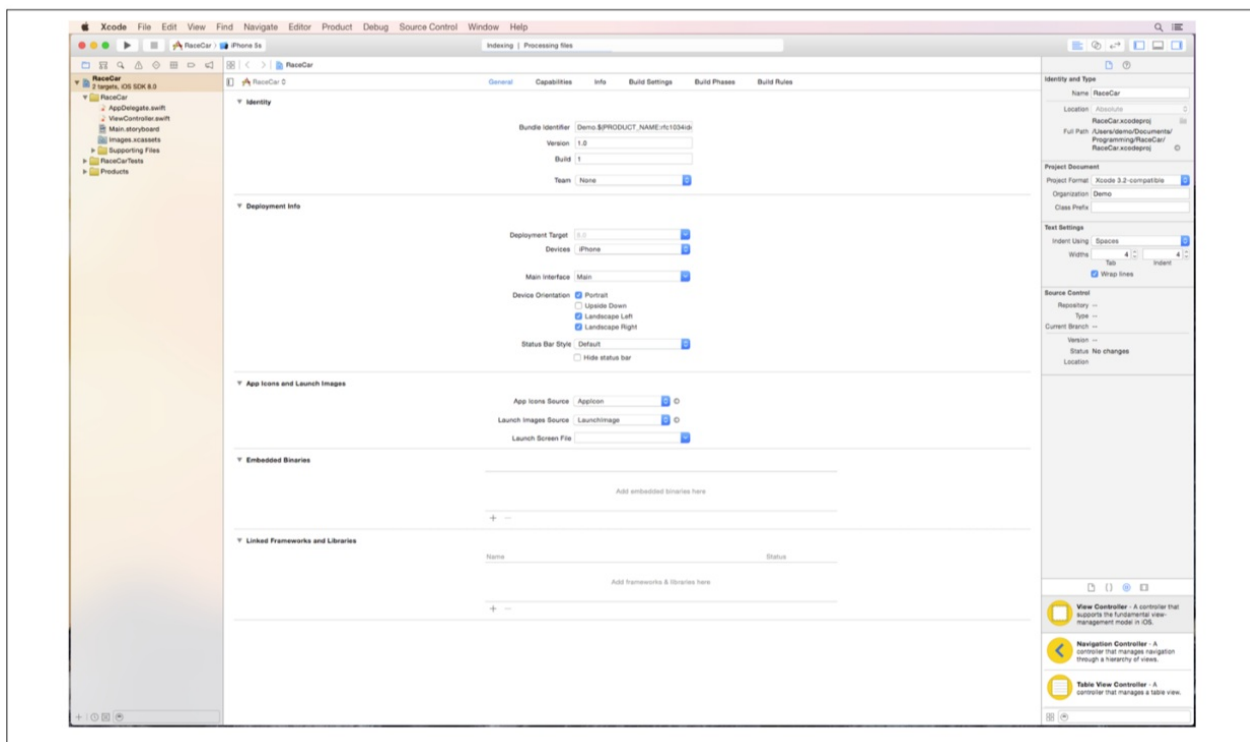 Xcode File Edit View Find Navigate Editor Product Debug Source Control Window Help
RaceCar iPhone 5s Indexing | Processing files
RaceCar
RaceCar
2 targets, iOS SDK 8.0
RaceCar
AppDelegate.swift
ViewController.swift
Main.storyboard
Images.xcassets
Supporting Files
RaceCarTests
Products
RaceCar General Capabilities Info Build Settings Build Phases Build Rules
Identity
Bundle Identifier Demo.$(PRODUCT_NAME:rfc1034id
Version 1.0
Build 1
Team None
Deployment Info
Deployment Target 8.0
Devices iPhone
Main Interface Main
Device Orientation Portrait
Upside Down
Landscape Left
Landscape Right
Status Bar Style Default
Hide status bar
App Icons and Launch Images
App Icons Source AppIcon
Launch Images Source LaunchImage
Launch Screen File
Embedded Binaries
Add embedded binaries here
Linked Frameworks and Libraries
Name Status
Add frameworks & libraries here
Identity and Type
Name RaceCar
Location Absolute
RaceCar.xcodeproj
Full Path /Users/demo/Documents/
Programming/RaceCar/
RaceCar.xcodeproj
Project Document
Project Format Xcode 3.2-compatible
Organization Demo
Class Prefix
Text Settings
Indent Using Spaces
Widths 4 4
Tab Indent
Wrap lines
Source Control
Repository --
Type --
Current Branch --
Version --
Status No changes
Location
View Controller - A controller that
supports the fundamental view-
management model in iOS.
Navigation Controller - A
controller that manages navigation
through a hierarchy of views.
Table View Controller - A
controller that manages a table view.